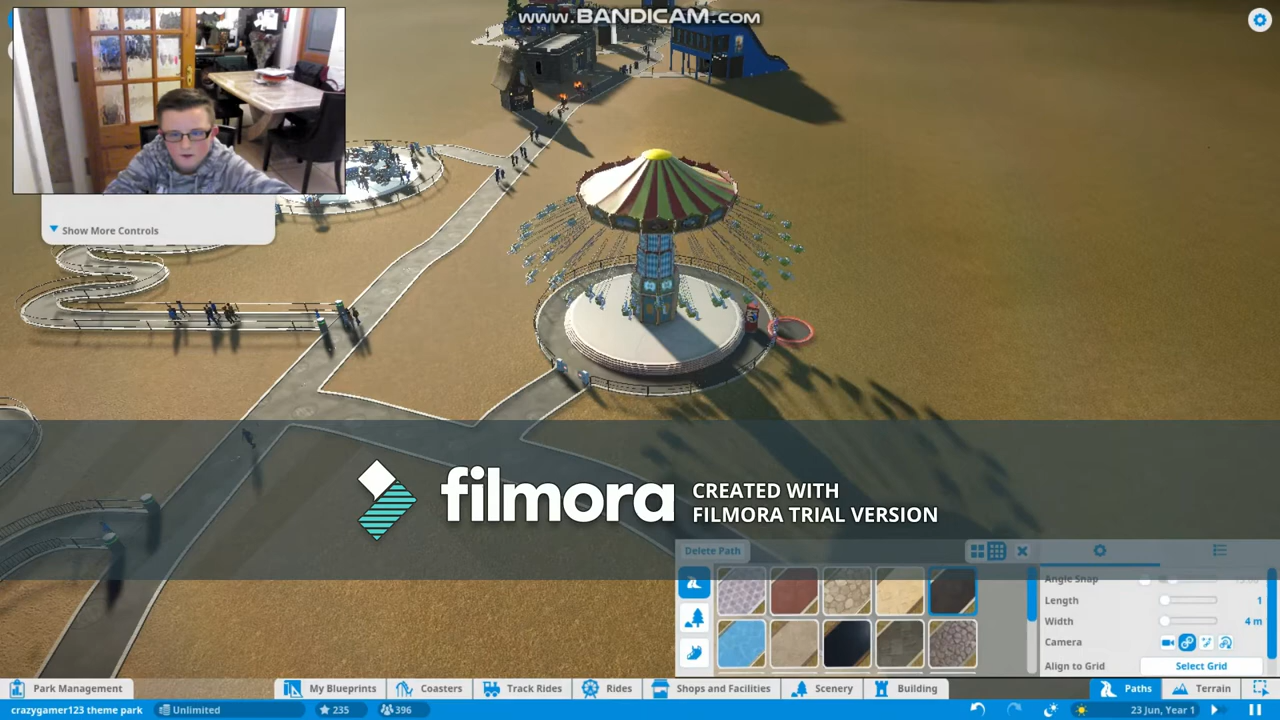 www.BANDICAM.com
Show More Controls
filmora
CREATED WITH
FILMORA TRIAL VERSION
Delete Path
Angle Snap
Length 1
Width 4 m
Camera
Align to Grid Select Grid
Park Management My Blueprints Coasters Track Rides Rides Shops and Facilities Scenery Building Paths Terrain
crazygamer123 theme park Unlimited 235 396 23 Jun, Year 1